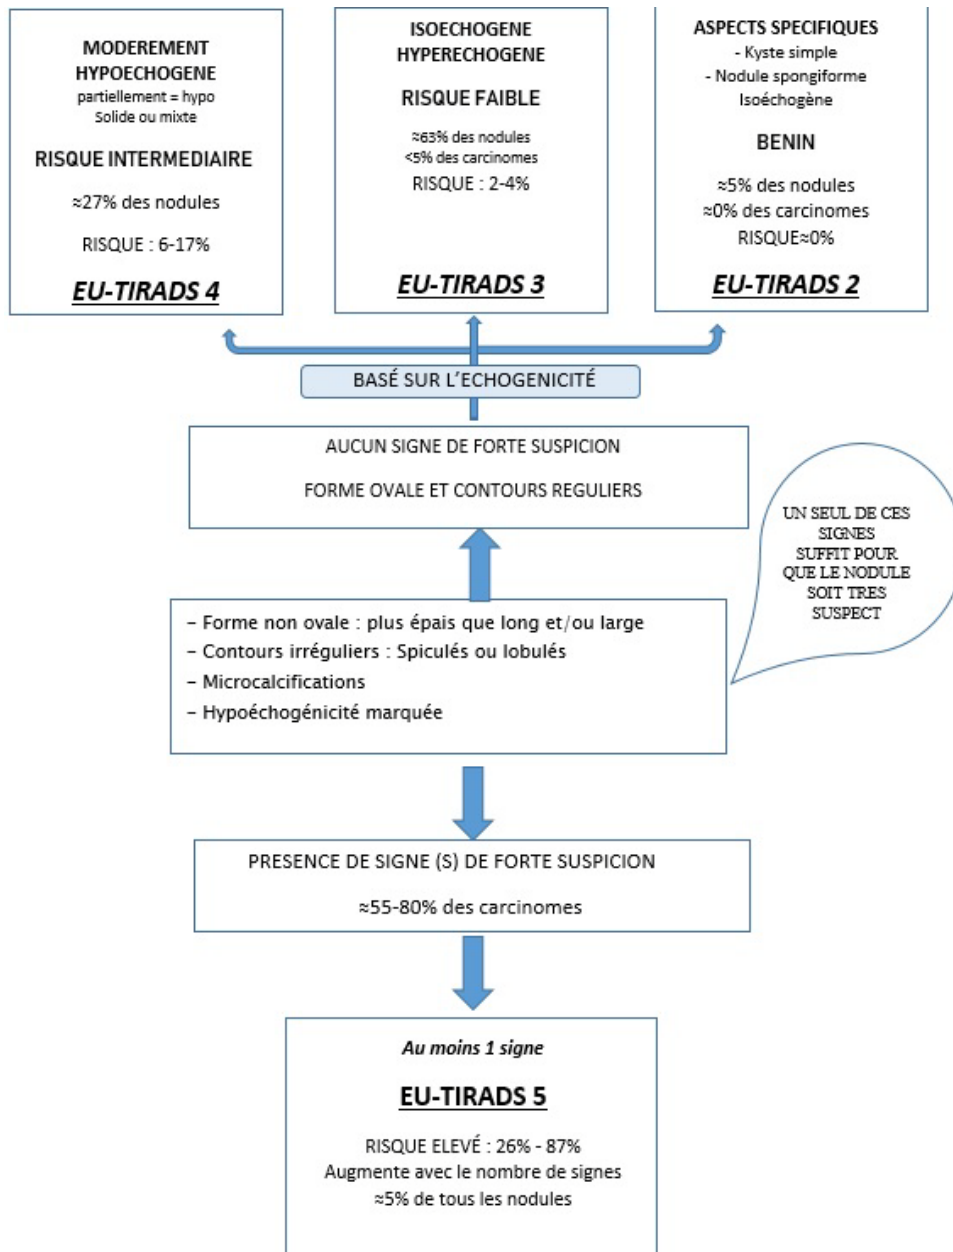 MODEREMENT
HYPOECHOGENE
partiellement = hypo
Solide ou mixte
RISQUE INTERMEDIAIRE
≈27% des nodules
RISQUE : 6-17%
EU-TIRADS 4
ISOECHOGENE
HYPERECHOGENE
RISQUE FAIBLE
≈63% des nodules
<5% des carcinomes
RISQUE : 2-4%
EU-TIRADS 3
ASPECTS SPECIFIQUES
- Kyste simple
- Nodule spongiforme
Isoéchogène
BENIN
≈5% des nodules
≈0% des carcinomes
RISQUE≈0%
EU-TIRADS 2
BASÉ SUR L'ECHOGENICITÉ
AUCUN SIGNE DE FORTE SUSPICION
FORME OVALE ET CONTOURS REGULIERS
UN SEUL DE CES
SIGNES
SUFFIT POUR
QUE LE NODULE
SOIT TRES
SUSPECT
– Forme non ovale : plus épais que long et/ou large
– Contours irréguliers : Spiculés ou lobulés
– Microcalcifications
– Hypoéchogénicité marquée
PRESENCE DE SIGNE (S) DE FORTE SUSPICION
≈55-80% des carcinomes
Au moins 1 signe
EU-TIRADS 5
RISQUE ELEVÉ : 26% - 87%
Augmente avec le nombre de signes
≈5% de tous les nodules